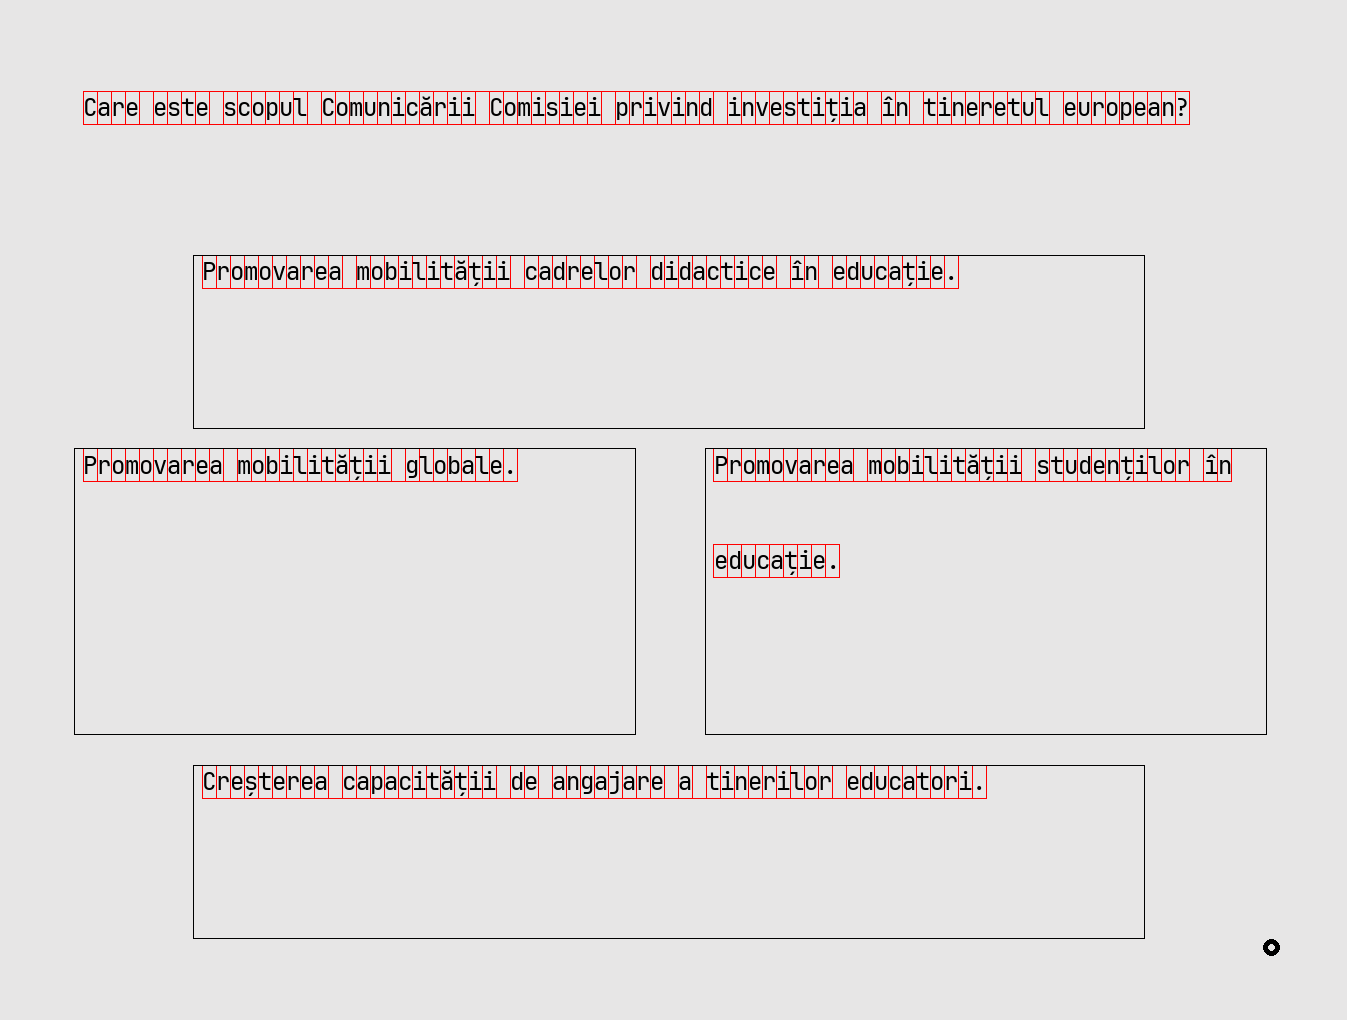 Care este scopul Comunicării Comisiei privind investiția în tineretul european?
Promovarea mobilității cadrelor didactice în educație.
Promovarea mobilității globale.
Promovarea mobilității studenților în
educație.
Creșterea capacității de angajare a tinerilor educatori.